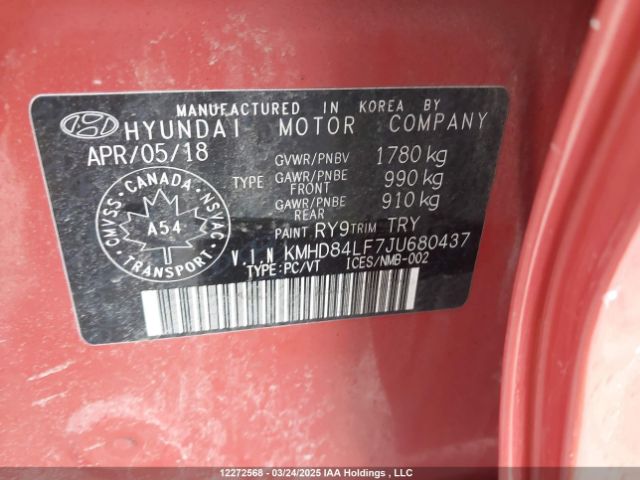 MANUFACTURED IN KOREA BY
HYUNDAI MOTOR COMPANY
APR/05/18 GVWR/PNBV 1780 kg
TYPE GAWR/PNBE FRONT 990 kg
GAWR/PNBE REAR 910 kg
PAINT RY9 TRIM TRY
V.I.N KMHD84LF7JU680437
TYPE:PC/VT ICES/NMB-002
CANADA
CMVSS NSVAC
A54
TRANSPORT
12272568 - 03/24/2025 IAA Holdings , LLC